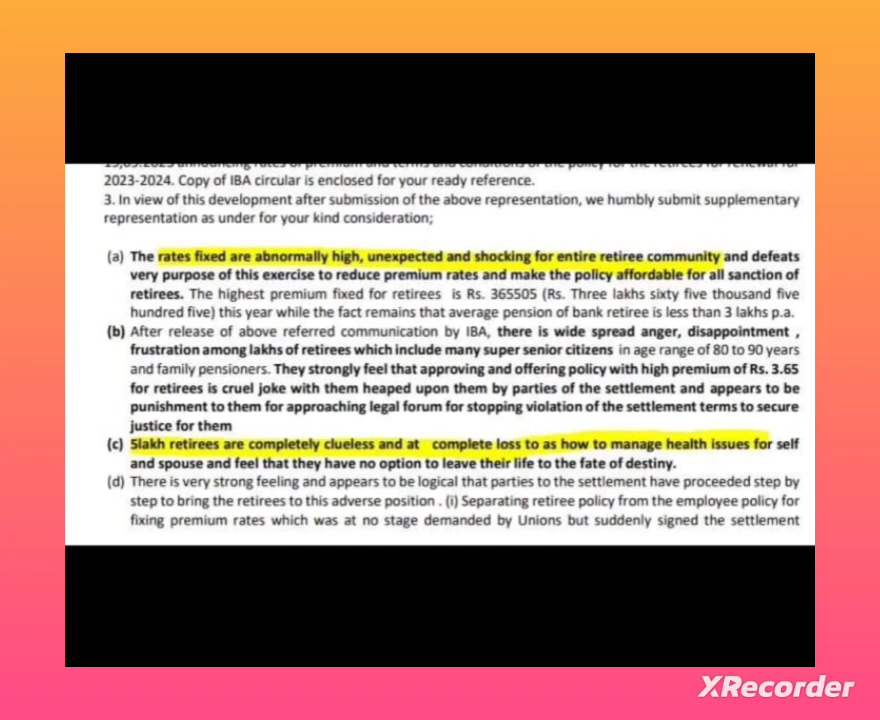 2023-2024. Copy of IBA circular is enclosed for your ready reference.
3. In view of this development after submission of the above representation, we humbly submit supplementary
representation as under for your kind consideration;
(a) The rates fixed are abnormally high, unexpected and shocking for entire retiree community and defeats
very purpose of this exercise to reduce premium rates and make the policy affordable for all sanction of
retirees. The highest premium fixed for retirees is Rs. 365505 (Rs. Three lakhs sixty five thousand five
hundred five) this year while the fact remains that average pension of bank retiree is less than 3 lakhs p.a.
(b) After release of above referred communication by IBA, there is wide spread anger, disappointment ,
frustration among lakhs of retirees which include many super senior citizens in age range of 80 to 90 years
and family pensioners. They strongly feel that approving and offering policy with high premium of Rs. 3.65
for retirees is cruel joke with them heaped upon them by parties of the settlement and appears to be
punishment to them for approaching legal forum for stopping violation of the settlement terms to secure
justice for them
(c) 5lakh retirees are completely clueless and at complete loss to as how to manage health issues for self
and spouse and feel that they have no option to leave their life to the fate of destiny.
(d) There is very strong feeling and appears to be logical that parties to the settlement have proceeded step by
step to bring the retirees to this adverse position . (i) Separating retiree policy from the employee policy for
fixing premium rates which was at no stage demanded by Unions but suddenly signed the settlement
XRecorder